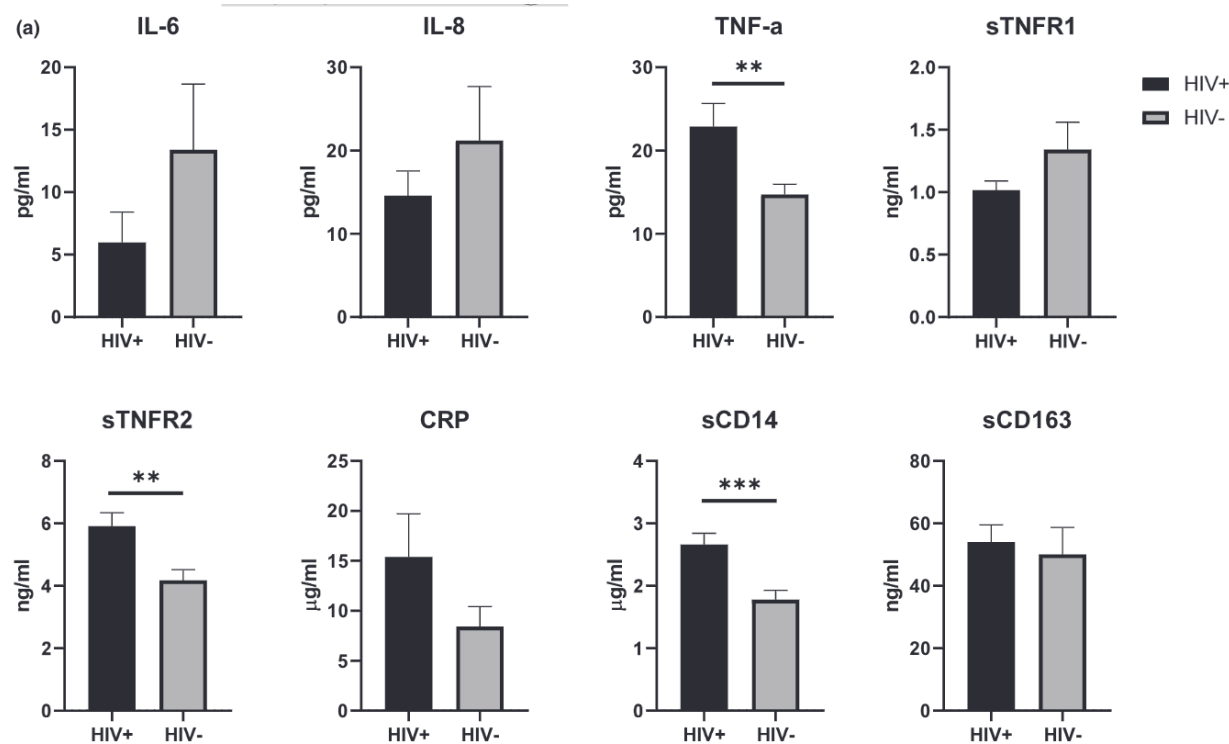 (a)
IL-6
20
15
10
5
0
pg/ml
HIV+ HIV-
IL-8
30
20
10
0
pg/ml
HIV+ HIV-
TNF-a
**
30
20
10
0
pg/ml
HIV+ HIV-
sTNFR1
2.0
1.5
1.0
0.5
0.0
ng/ml
HIV+ HIV-
HIV+
HIV-
sTNFR2
**
8
6
4
2
0
ng/ml
HIV+ HIV-
CRP
25
20
15
10
5
0
µg/ml
HIV+ HIV-
sCD14
***
4
3
2
1
0
µg/ml
HIV+ HIV-
sCD163
80
60
40
20
0
ng/ml
HIV+ HIV-